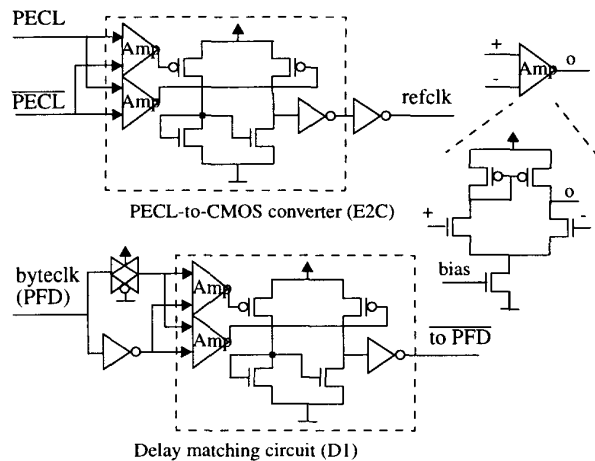 PECL
Amp
+
-
Amp
o
PECL
Amp
refclk
PECL-to-CMOS converter (E2C)
o
+
-
byteclk
(PFD)
bias
Amp
Amp
to PFD
Delay matching circuit (D1)